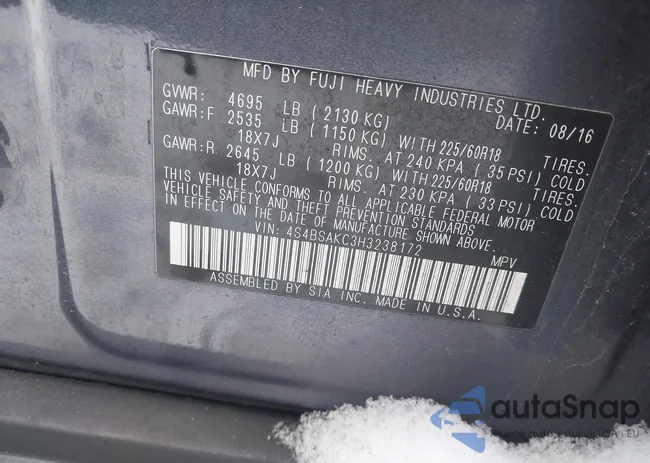 MFD BY FUJI HEAVY INDUSTRIES LTD.
GVWR: 4695 LB (2130 KG) DATE: 08/16
GAWR:F 2535 LB (1150 KG) WITH 225/60R18 TIRES.
18X7J RIMS. AT 240 KPA (35 PSI) COLD
GAWR:R 2645 LB (1200 KG) WITH 225/60R18 TIRES.
18X7J RIMS. AT 230 KPA (33 PSI) COLD
THIS VEHICLE CONFORMS TO ALL APPLICABLE FEDERAL MOTOR
VEHICLE SAFETY AND THEFT PREVENTION STANDARDS
IN EFFECT ON THE DATE OF MANUFACTURE SHOWN ABOVE.
VIN: 4S4BSAKC3H3238172 MPV
ASSEMBLED BY SIA INC. MADE IN U.S.A.
autaSnap